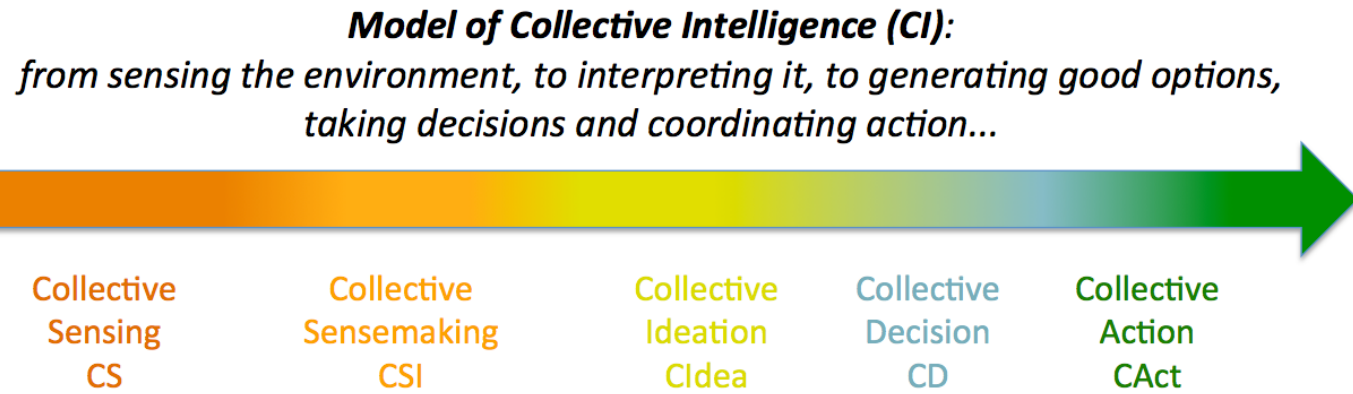 Model of Collective Intelligence (CI):
from sensing the environment, to interpreting it, to generating good options,
taking decisions and coordinating action...
Collective
Sensing
CS
Collective
Sensemaking
CSI
Collective
Ideation
CIdea
Collective
Decision
CD
Collective
Action
CAct